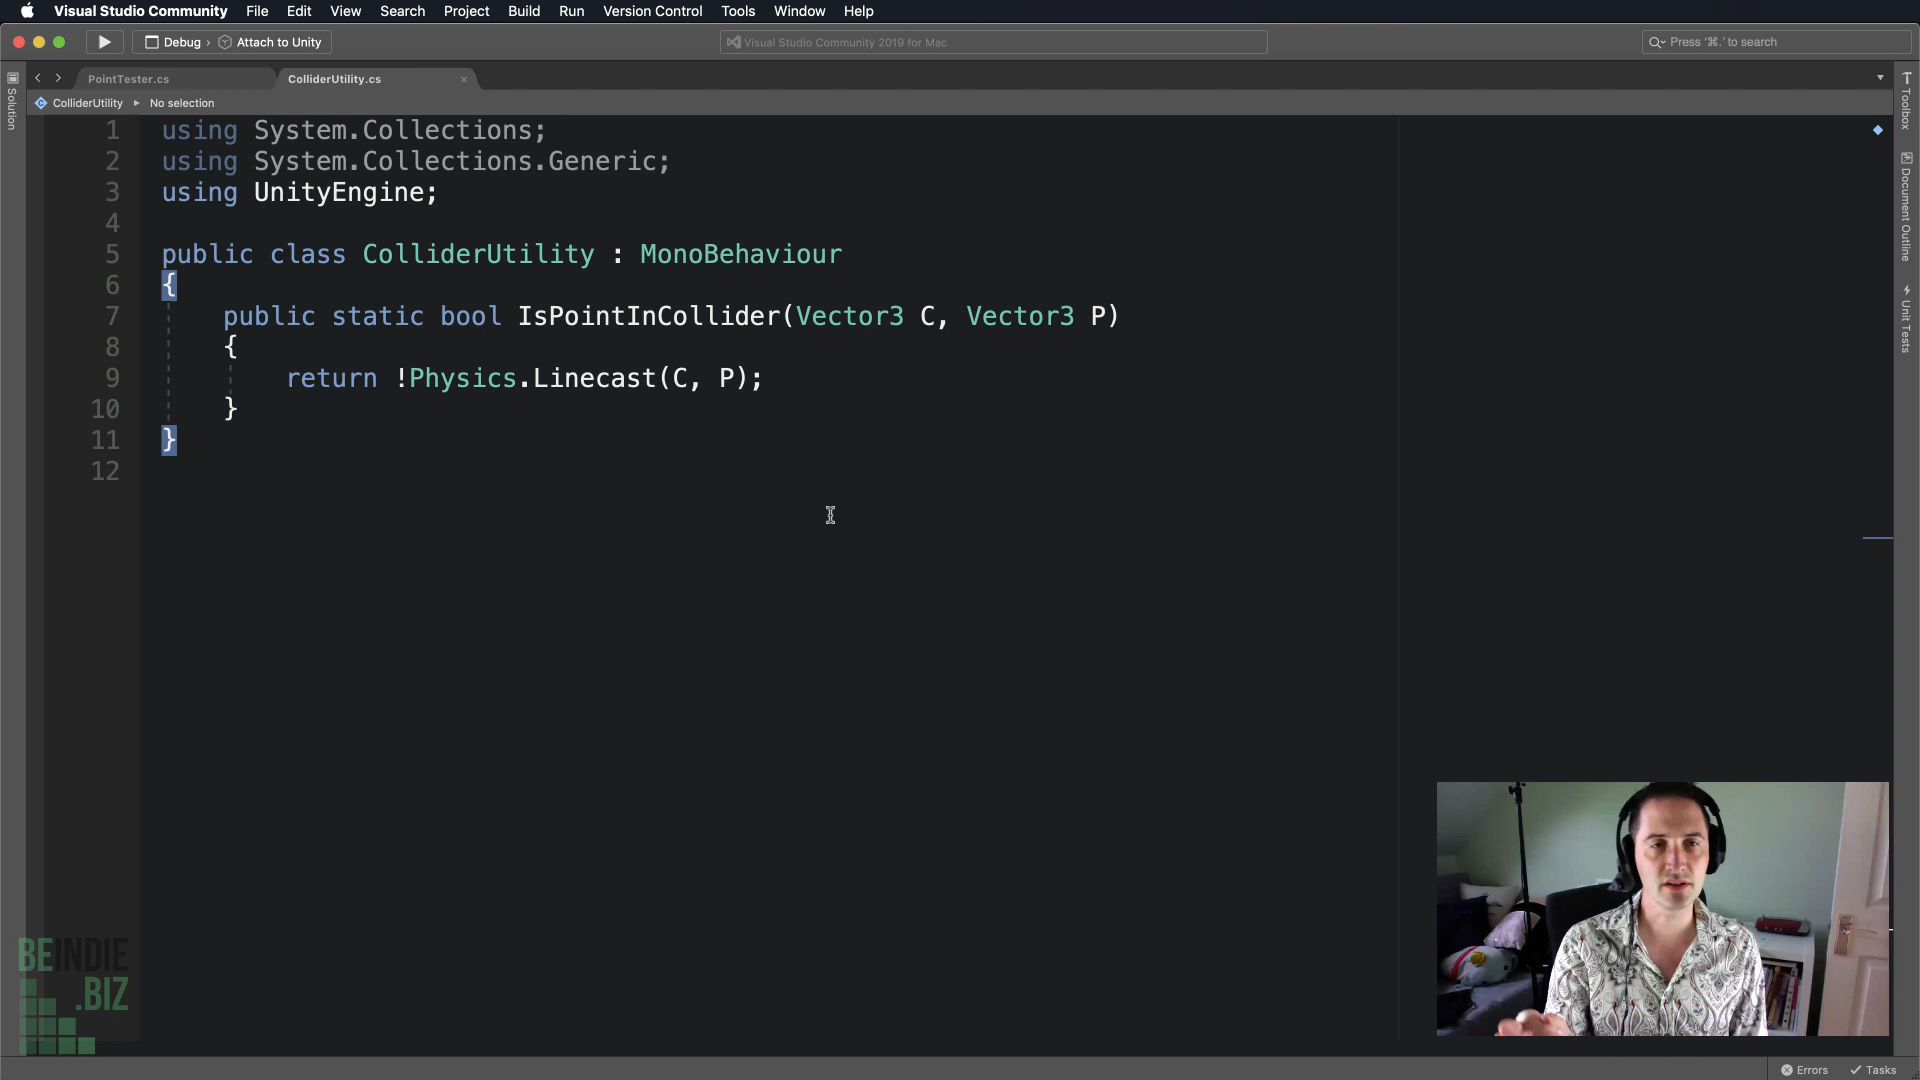 Visual Studio Community File Edit View Search Project Build Run Version Control Tools Window Help
Debug › Attach to Unity
Visual Studio Community 2019 for Mac
Press '⌘.' to search
PointTester.cs
ColliderUtility.cs
ColliderUtility ▸ No selection
Solution
Toolbox
Document Outline
Unit Tests
1 using System.Collections;
2 using System.Collections.Generic;
3 using UnityEngine;
4
5 public class ColliderUtility : MonoBehaviour
6 {
7 public static bool IsPointInCollider(Vector3 C, Vector3 P)
8 {
9 return !Physics.Linecast(C, P);
10 }
11 }
12
BEINDIE
.BIZ
Errors
Tasks